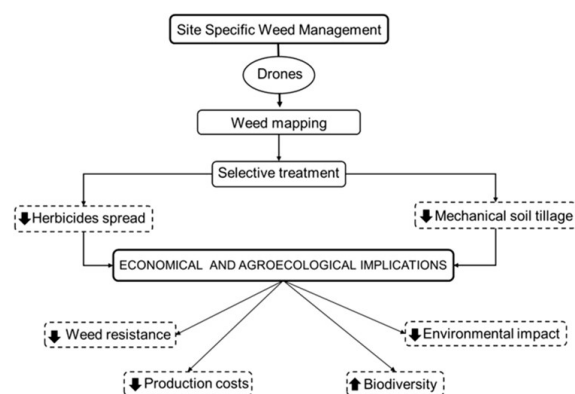 Site Specific Weed Management
Drones
Weed mapping
Selective treatment
Herbicides spread
Mechanical soil tillage
ECONOMICAL AND AGROECOLOGICAL IMPLICATIONS
Weed resistance
Environmental impact
Production costs
Biodiversity